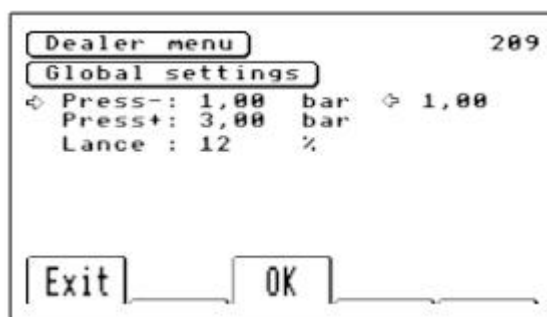 Dealer menu 209
Global settings
Press-: 1,00 bar 1,00
Press+: 3,00 bar
Lance : 12 %
Exit OK